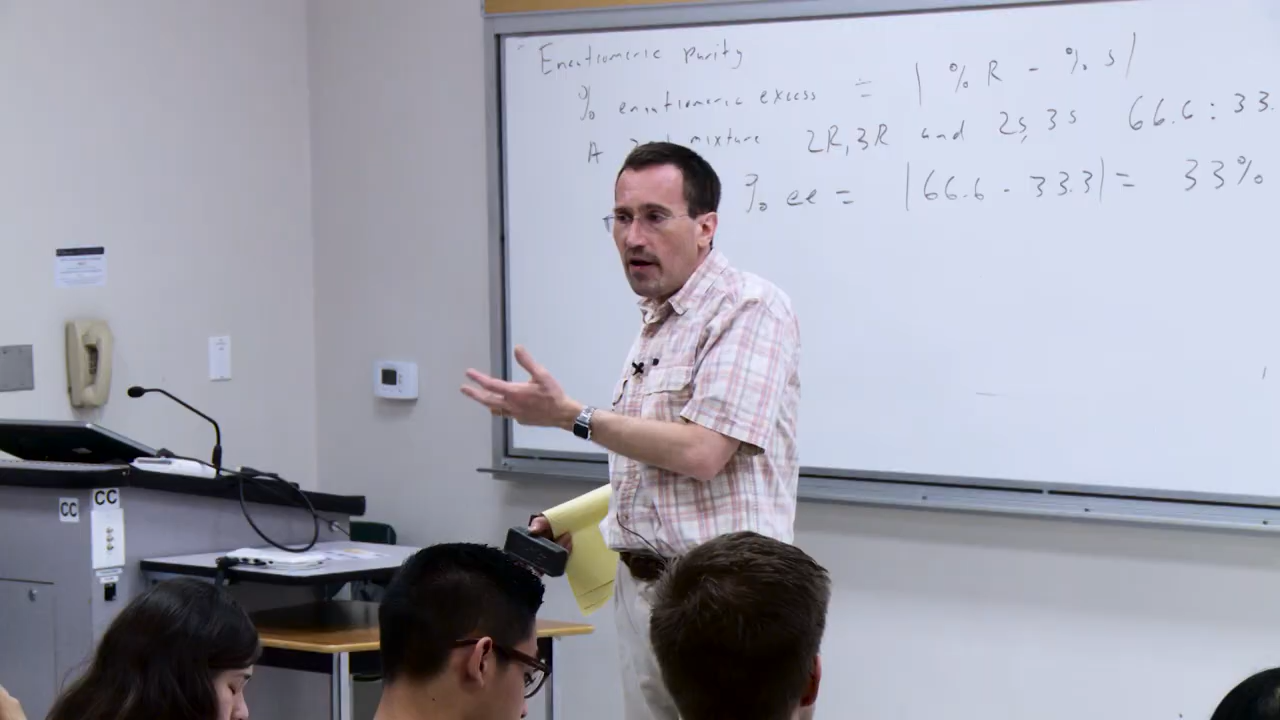 Enantiomeric purity
% enantiomeric excess = | % R - % S |
A mixture 2R,3R and 2S,3S 66.6 : 33.
% ee = |66.6 - 33.3| = 33%
CC
CC